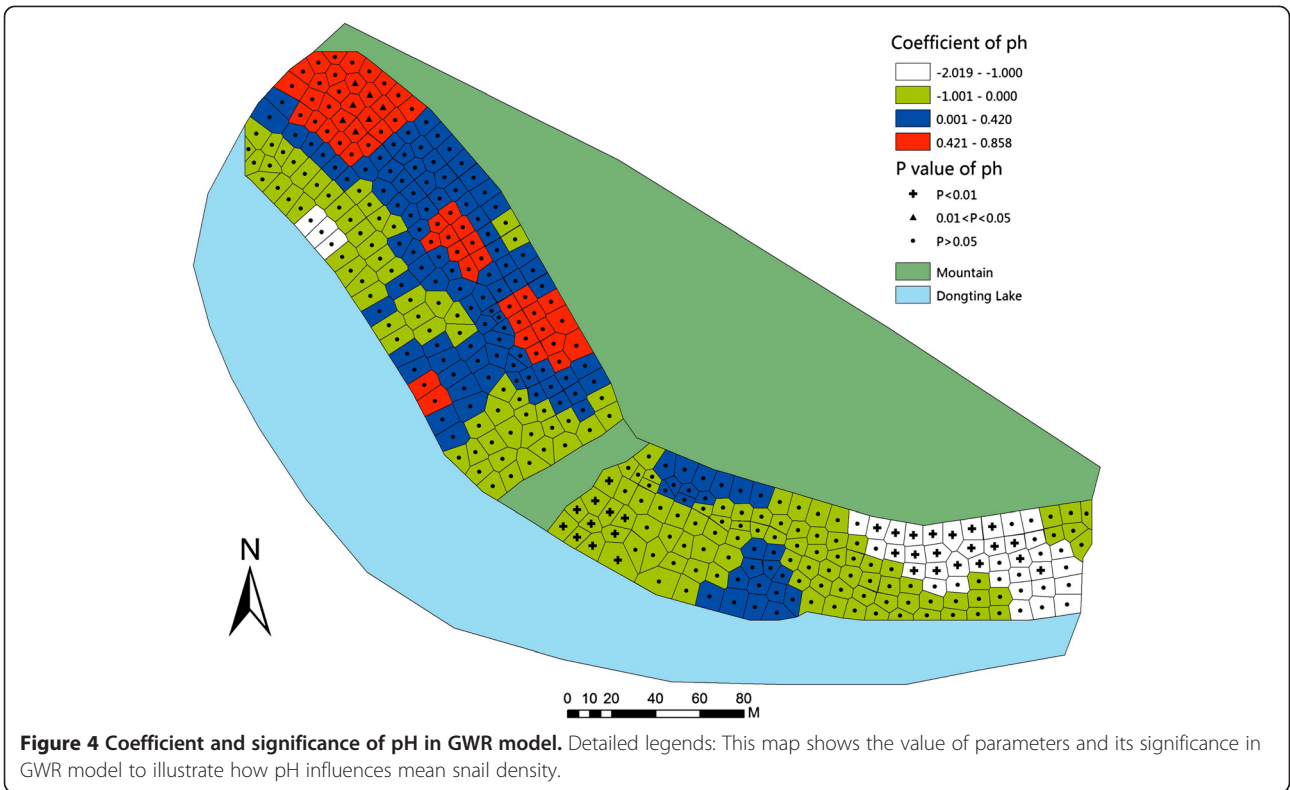 Coefficient of ph
-2.019 - -1.000
-1.001 - 0.000
0.001 - 0.420
0.421 - 0.858
P value of ph
P<0.01
0.01<P<0.05
P>0.05
Mountain
Dongting Lake
N
0 10 20 40 60 80
M
Figure 4 Coefficient and significance of pH in GWR model. Detailed legends: This map shows the value of parameters and its significance in
GWR model to illustrate how pH influences mean snail density.